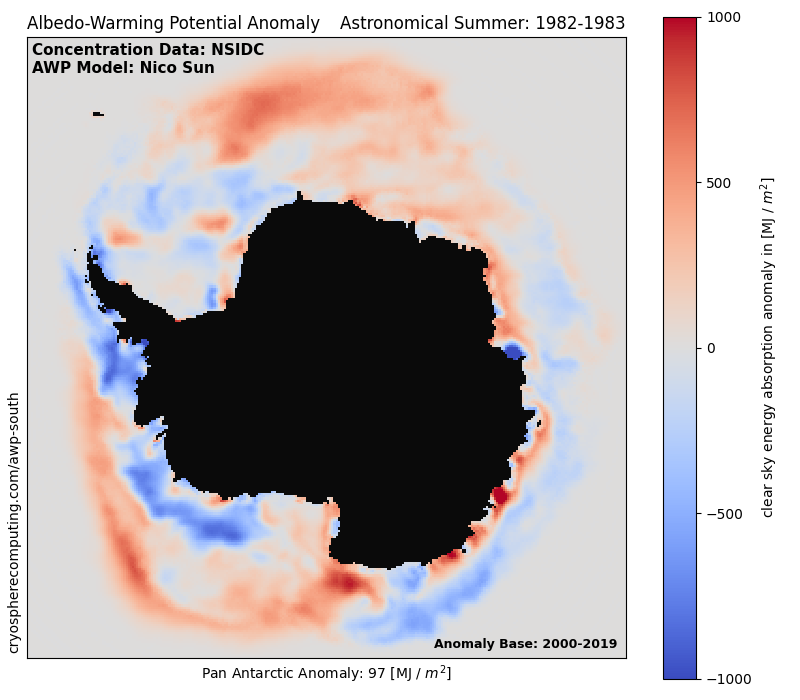 Albedo-Warming Potential Anomaly    Astronomical Summer: 1982-1983
Concentration Data: NSIDC
AWP Model: Nico Sun
cryospherecomputing.com/awp-south
Anomaly Base: 2000-2019
Pan Antarctic Anomaly: 97 [MJ / m²]
1000
500
0
−500
−1000
clear sky energy absorption anomaly in [MJ / m²]